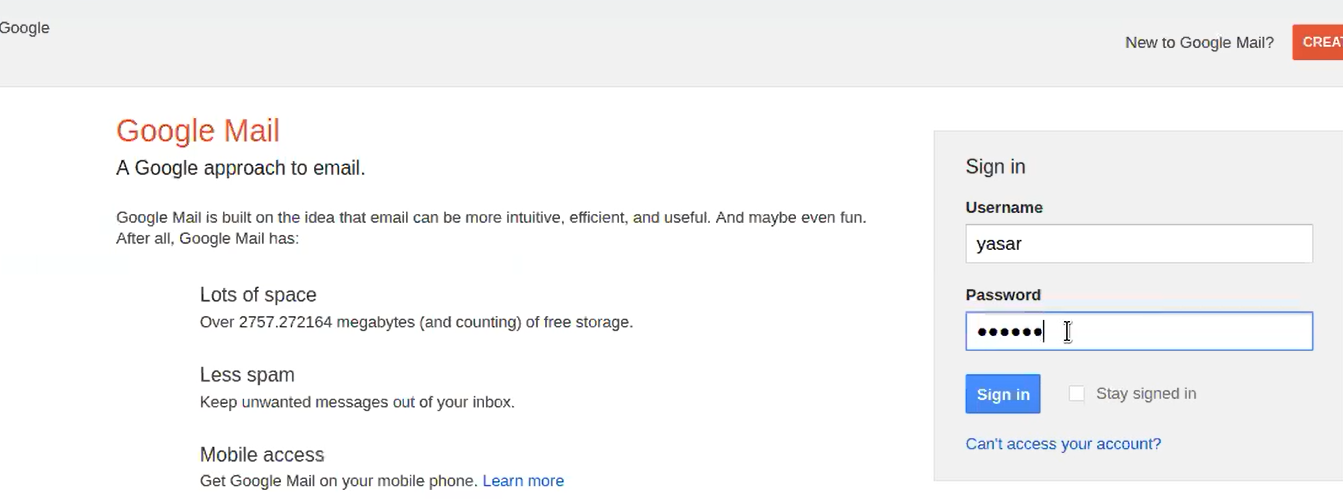 Google
New to Google Mail?
Google Mail
A Google approach to email.
Google Mail is built on the idea that email can be more intuitive, efficient, and useful. And maybe even fun.
After all, Google Mail has:
Lots of space
Over 2757.272164 megabytes (and counting) of free storage.
Less spam
Keep unwanted messages out of your inbox.
Mobile access
Get Google Mail on your mobile phone. Learn more
Sign in
Username
yasar
Password
••••••
Sign in
Stay signed in
Can't access your account?